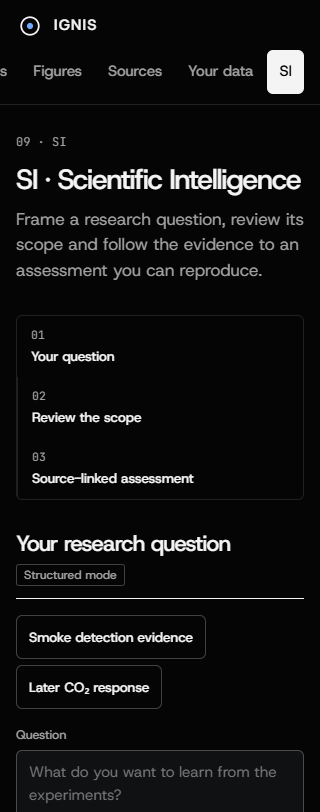 IGNIS
s Figures Sources Your data SI
09 · SI
SI · Scientific Intelligence
Frame a research question, review its
scope and follow the evidence to an
assessment you can reproduce.
01
Your question
02
Review the scope
03
Source-linked assessment
Your research question
Structured mode
Smoke detection evidence
Later CO₂ response
Question
What do you want to learn from the
experiments?